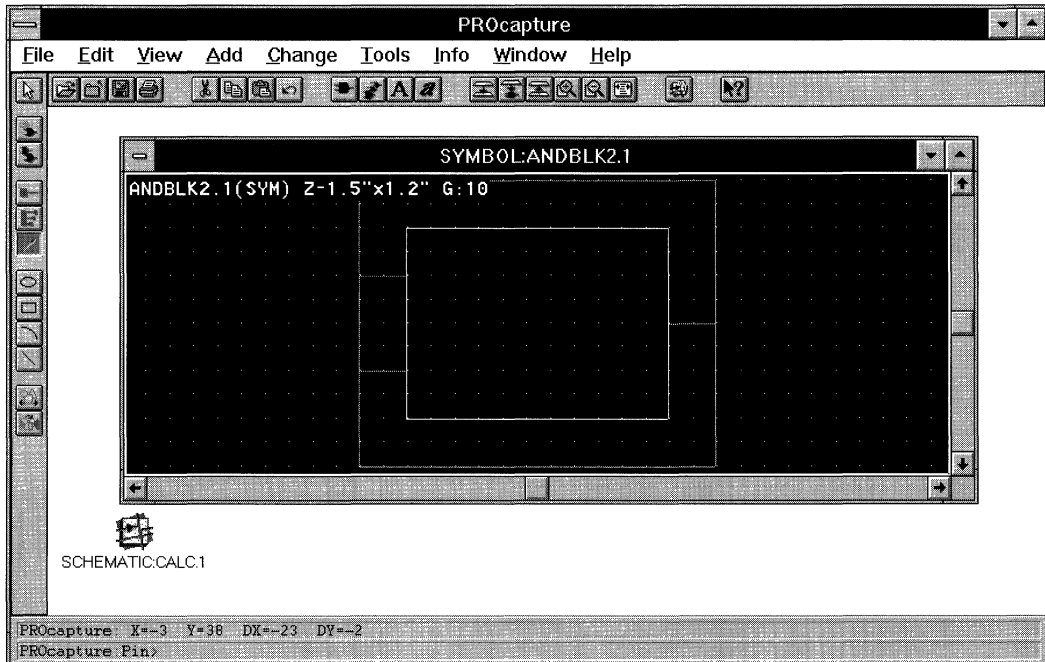 PROcapture
File Edit View Add Change Tools Info Window Help
SYMBOL:ANDBLK2.1
ANDBLK2.1(SYM) Z-1.5"x1.2" G:10
SCHEMATIC:CALC.1
PROcapture: X=-3 Y=38 DX=-23 DY=-2
PROcapture Pin>